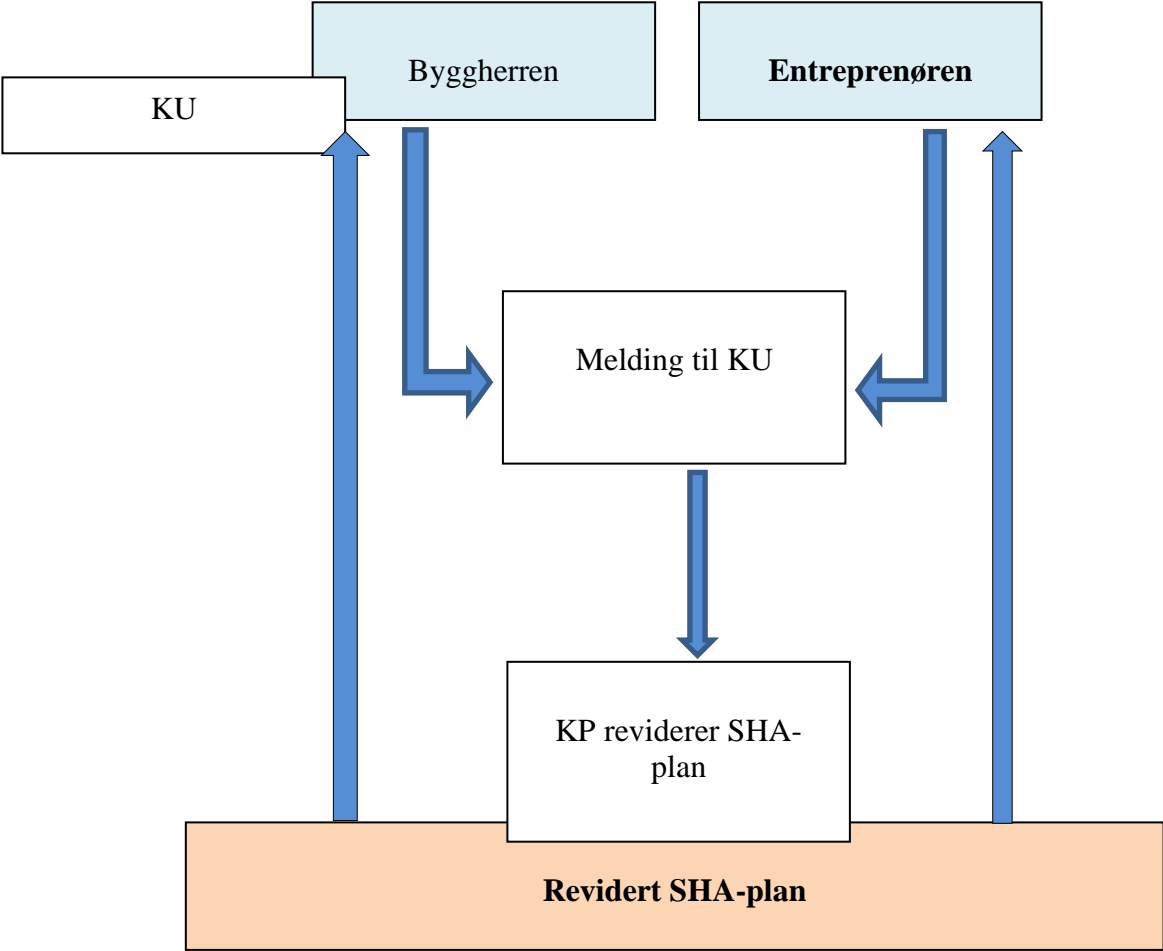 Byggherren
Entreprenøren
KU
Melding til KU
KP reviderer SHA-
plan
Revidert SHA-plan